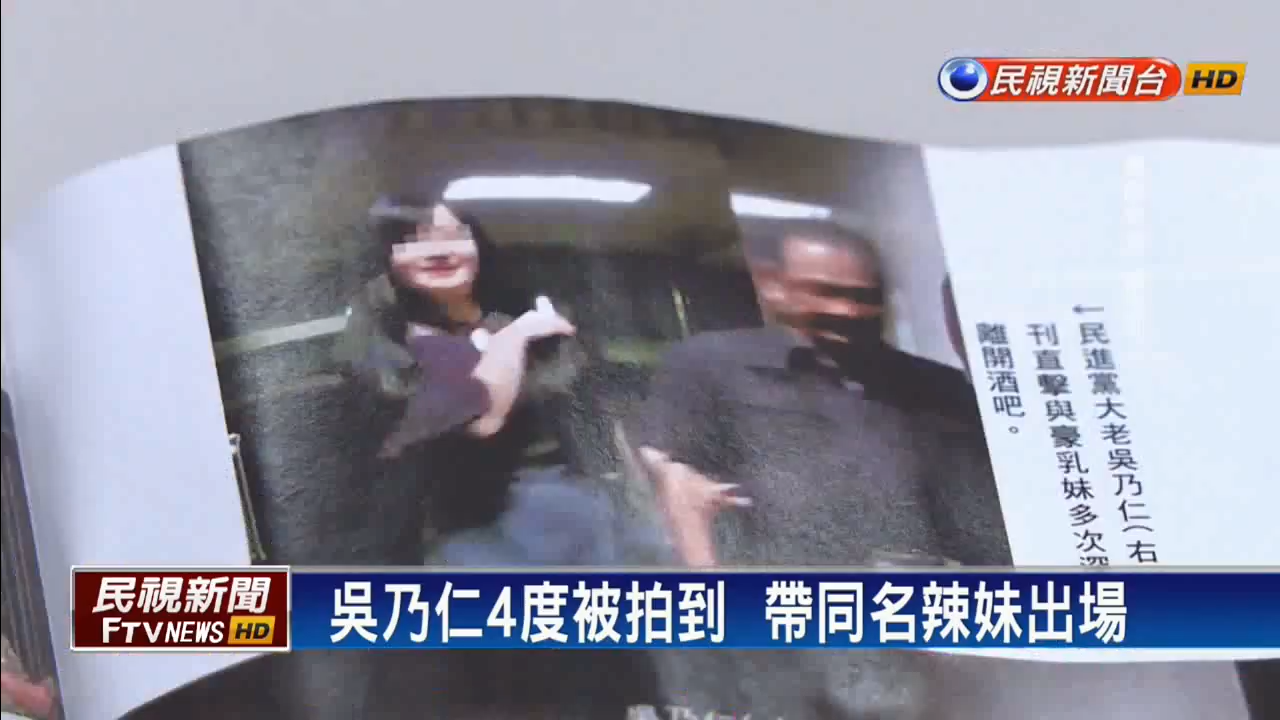 民視新聞台 HD
←民進黨大老吳乃仁(右
刊直擊與豪乳妹多次深
離開酒吧。
民視新聞
FTVNEWS HD
吳乃仁4度被拍到 帶同名辣妹出場